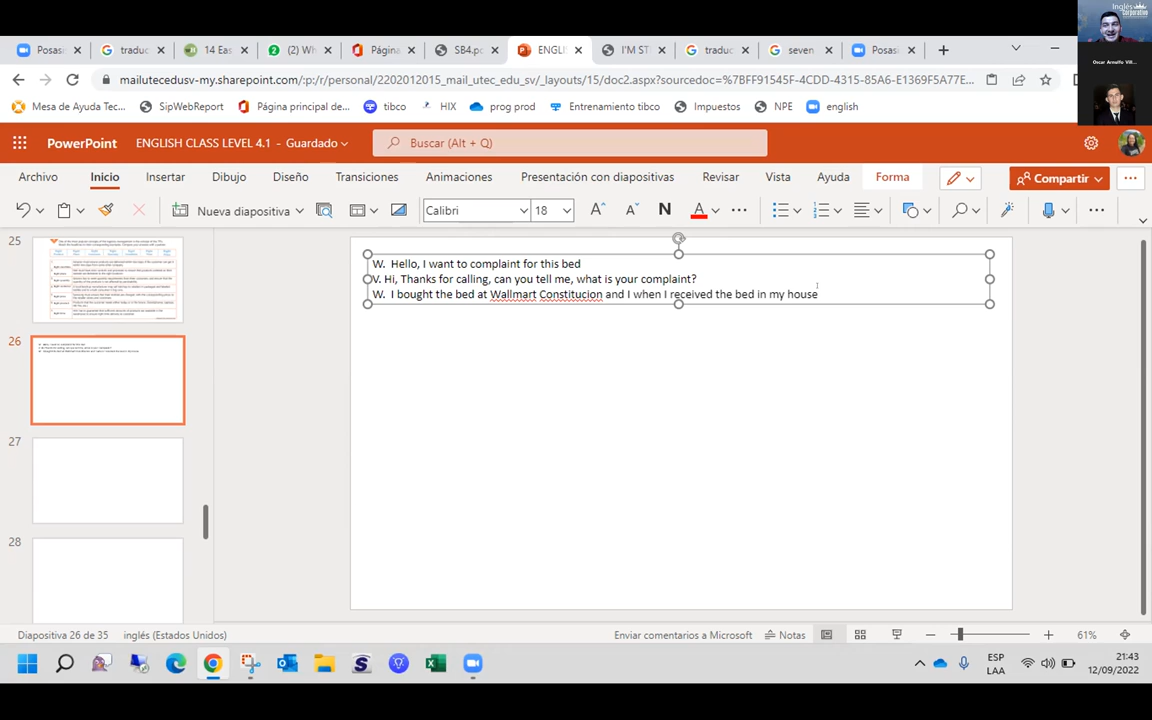 Inglés
Corporativo
Posas
traduc
14 Eas
(2) Wh
Página
SB4.pc
ENGL
I'M ST
traduc
seven
Posas
mailutecedusv-my.sharepoint.com/:p:/r/personal/2202012015_mail_utec_edu_sv/_layouts/15/doc2.aspx?sourcedoc=%7BFF91545F-4CDD-4315-85A6-E1369F5A77E...
Mesa de Ayuda Tec...
SipWebReport
Página principal de...
tibco
HIX
prog prod
Entrenamiento tibco
Impuestos
NPE
english
PowerPoint
ENGLISH CLASS LEVEL 4.1 - Guardado
Buscar (Alt + Q)
Archivo
Inicio
Insertar
Dibujo
Diseño
Transiciones
Animaciones
Presentación con diapositivas
Revisar
Vista
Ayuda
Forma
Compartir
Nueva diapositiva
Calibri
18
N
A
25
26
27
28
W. Hello, I want to complaint for this bed
V. Hi, Thanks for calling, can you tell me, what is your complaint?
W. I bought the bed at Wallmart Constitucion and I when I received the bed in my house
Diapositiva 26 de 35
inglés (Estados Unidos)
Enviar comentarios a Microsoft
Notas
61%
ESP
LAA
21:43
12/09/2022